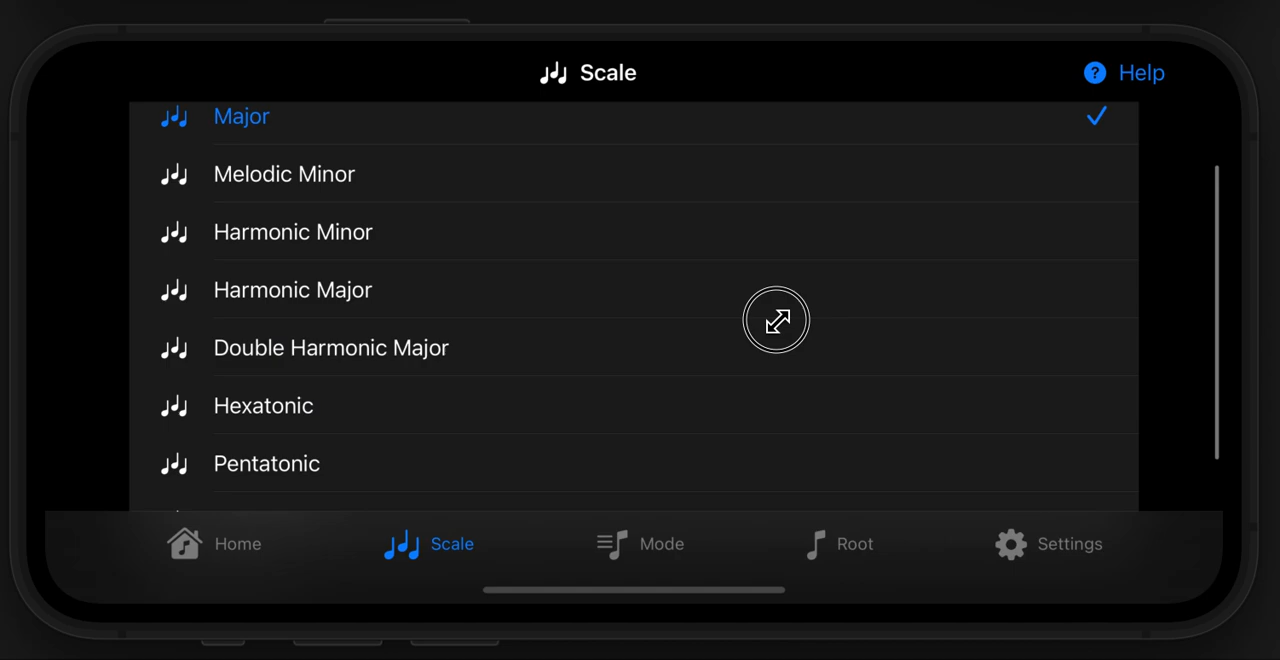 Scale
Help
Major
Melodic Minor
Harmonic Minor
Harmonic Major
Double Harmonic Major
Hexatonic
Pentatonic
Home Scale Mode Root Settings